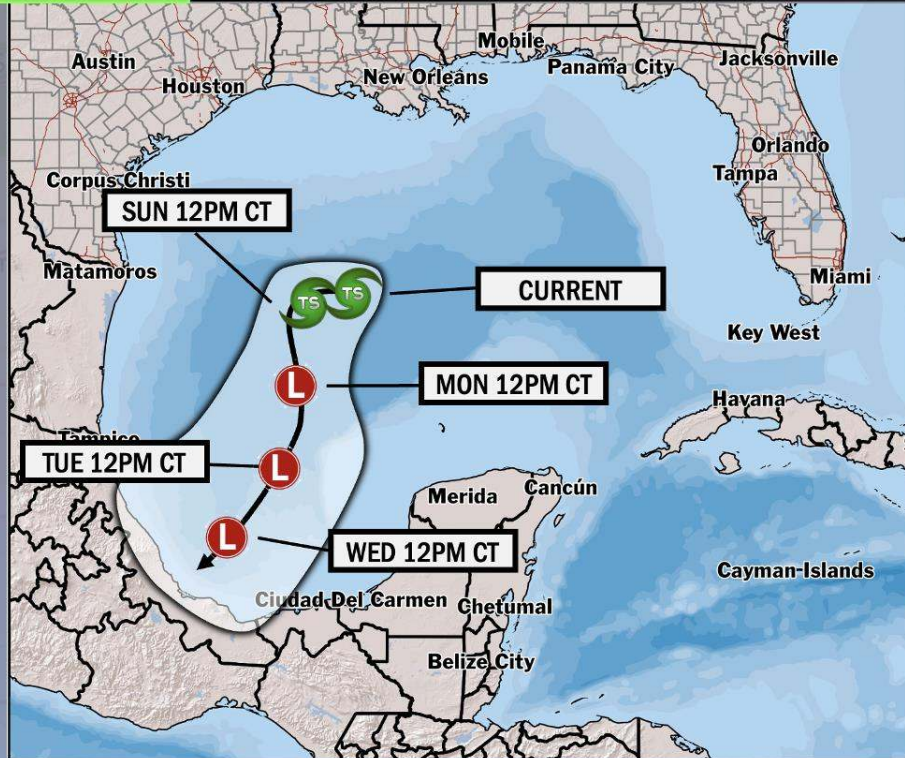 Mobile
Austin
Jacksonville
Houston
New Orleans
Panama City
Orlando
Tampa
Corpus Christi
SUN 12PM CT
Matamoros
Miami
TS
TS
CURRENT
Key West
L
MON 12PM CT
Havana
Tampico
TUE 12PM CT
L
Merida
Cancún
L
WED 12PM CT
Cayman Islands
Ciudad Del Carmen
Chetumal
Belize City